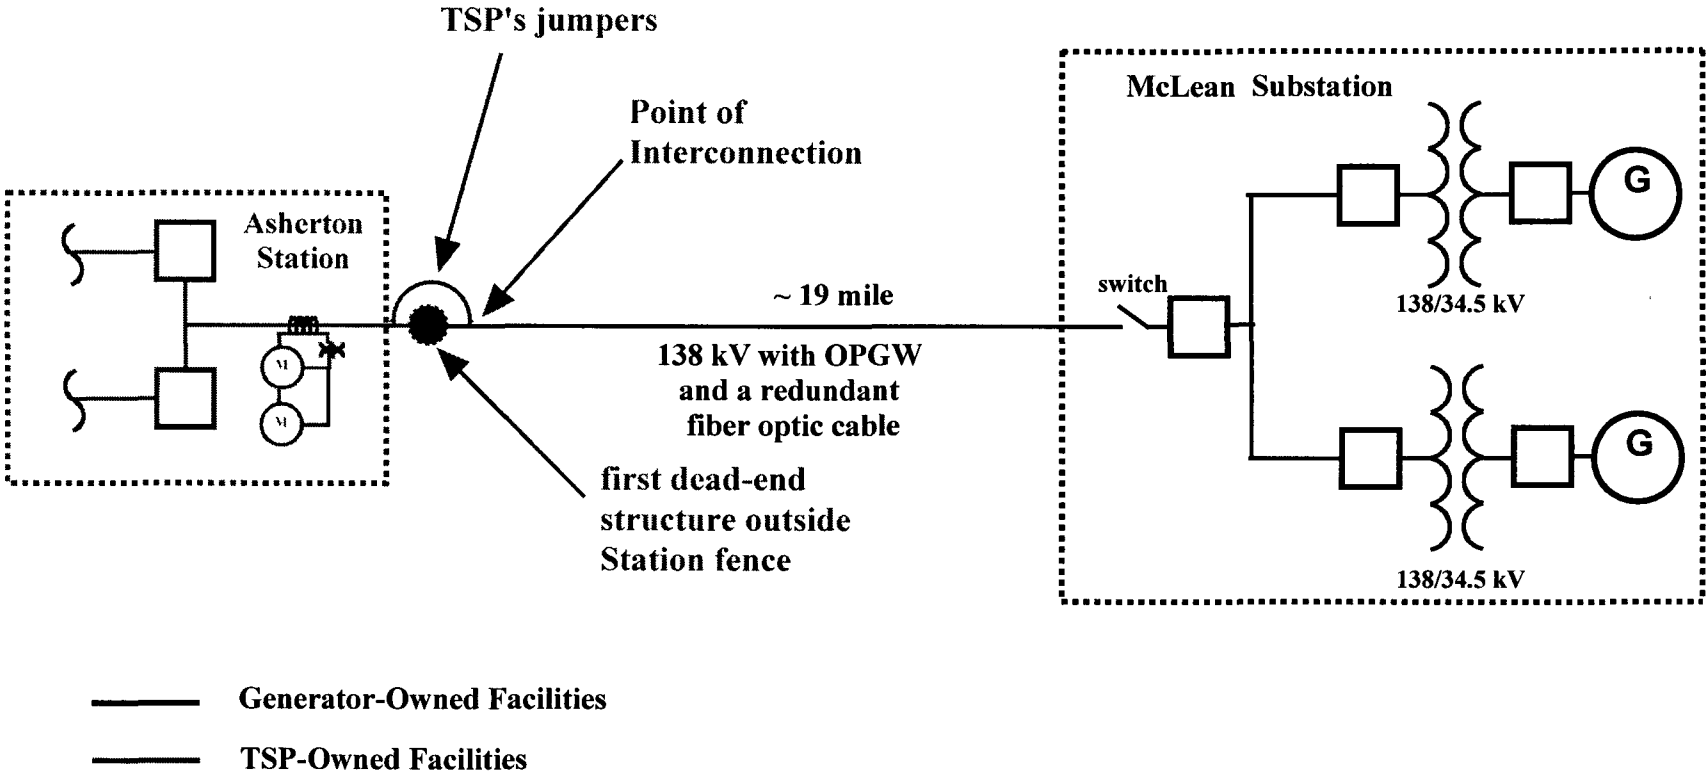 TSP's jumpers
Point of
Interconnection
McLean Substation
G
138/34.5 kV
Asherton
Station
M
M
~ 19 mile
switch
138 kV with OPGW
and a redundant
fiber optic cable
first dead-end
structure outside
Station fence
G
138/34.5 kV
Generator-Owned Facilities
TSP-Owned Facilities